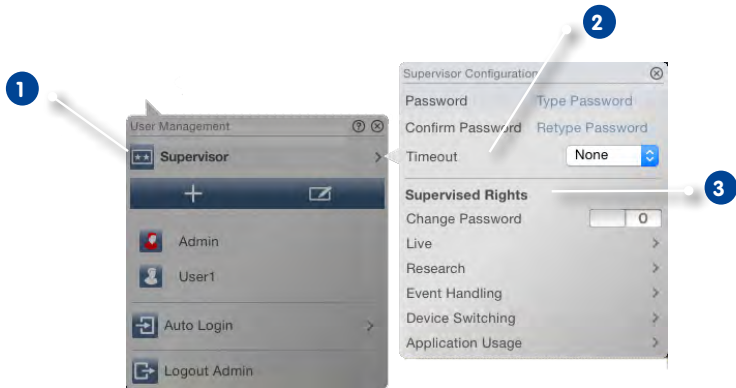 2
Supervisor Configuration
1
Password Type Password
User Management
Confirm Password Retype Password
Supervisor
Timeout None
3
Supervised Rights
Change Password O
Admin
Live
User1
Research
Event Handling
Auto Login
Device Switching
Application Usage
Logout Admin